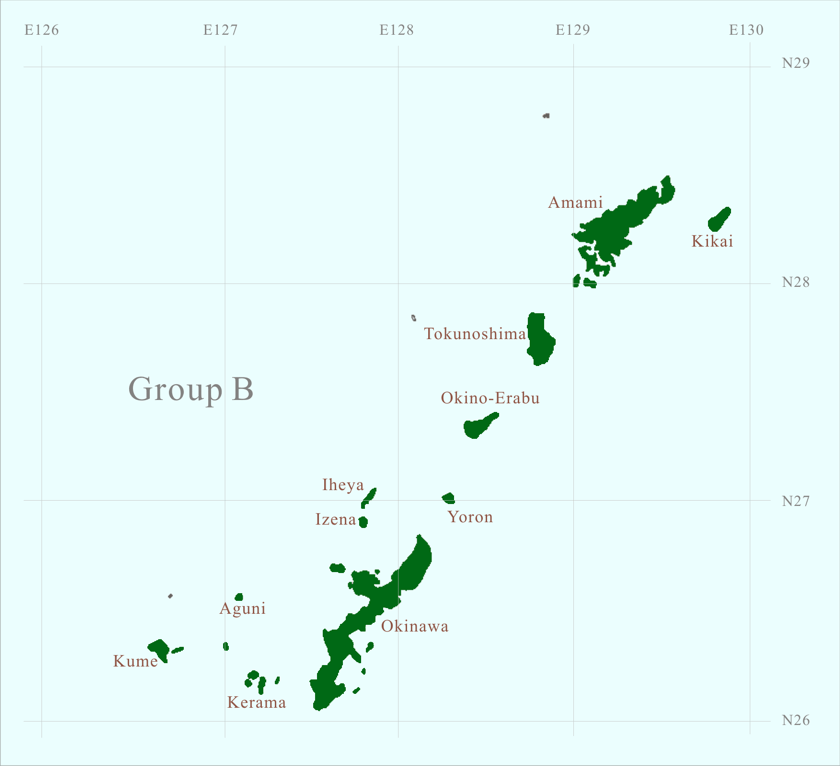 E126 E127 E128 E129 E130
N29
Amami
Kikai
N28
Tokunoshima
Group B
Okino-Erabu
Iheya
N27
Izena
Yoron
Aguni
Okinawa
Kume
Kerama
N26